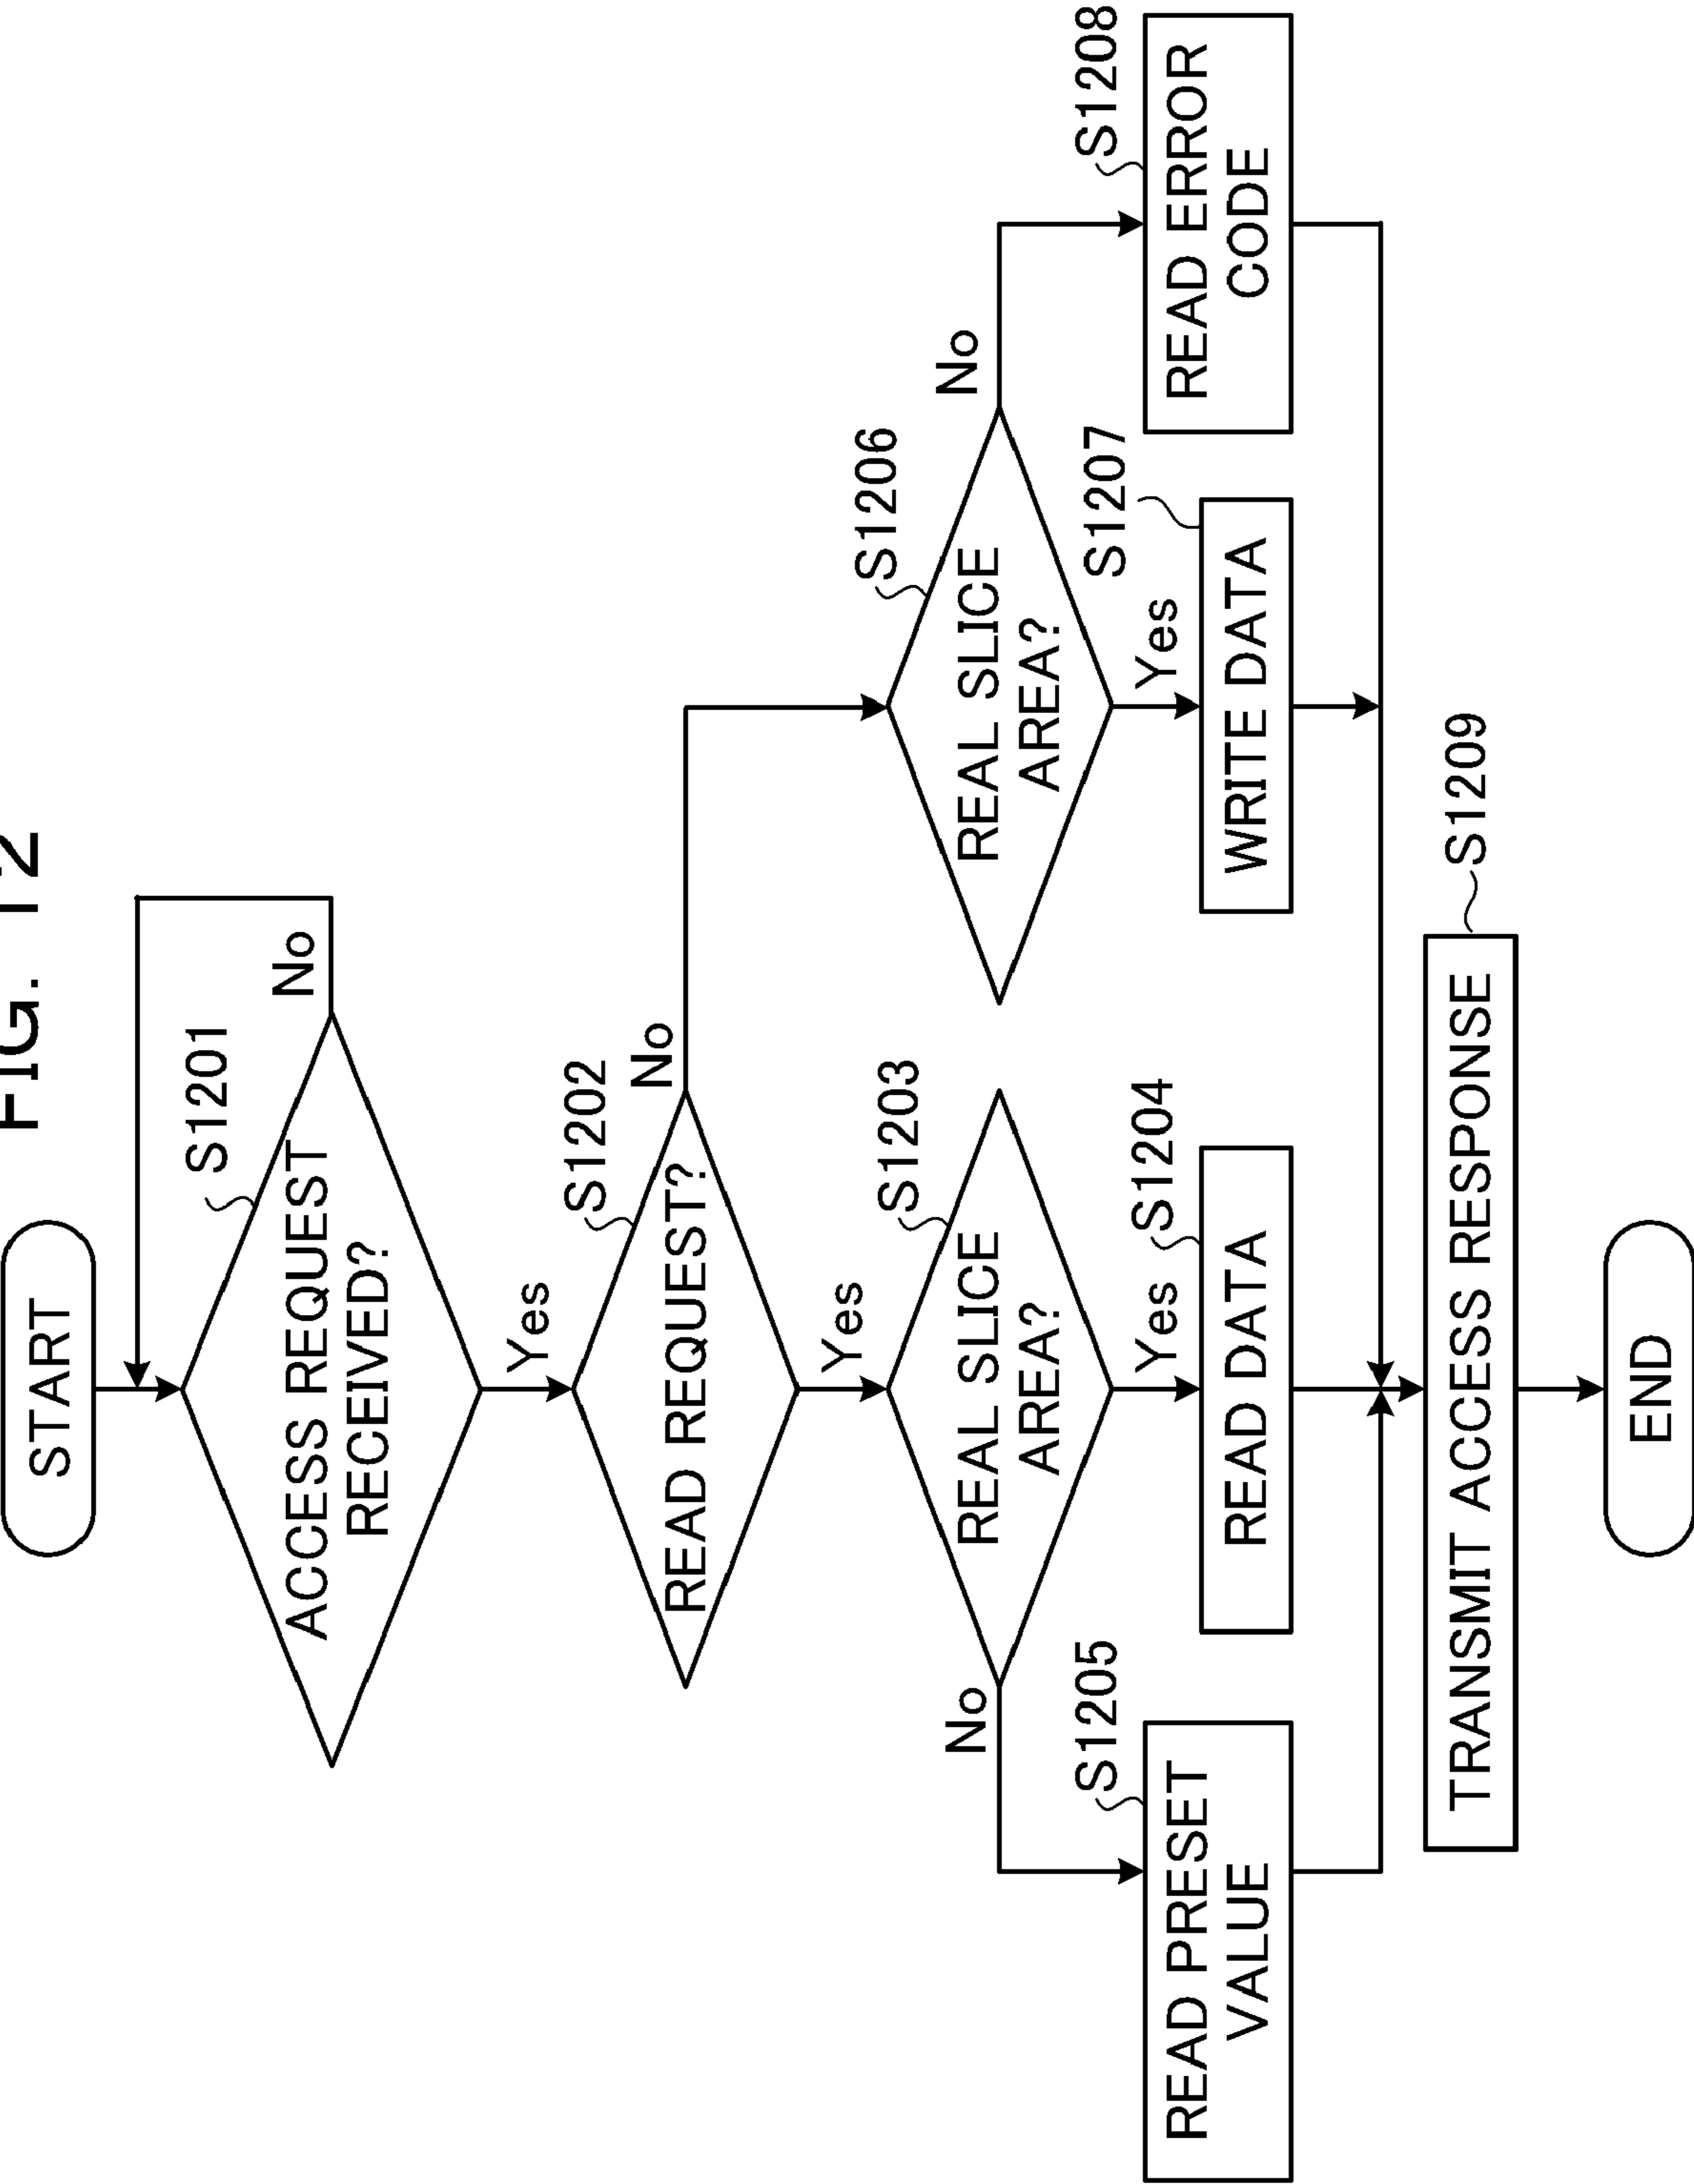 FIG. 12
START
S1201
ACCESS REQUEST
RECEIVED?
No
Yes
S1202
READ REQUEST?
No
Yes
S1203
REAL SLICE
AREA?
No
Yes
S1206
REAL SLICE
AREA?
No
Yes
S1205
READ PRESET
VALUE
S1204
READ DATA
S1207
WRITE DATA
S1208
READ ERROR
CODE
S1209
TRANSMIT ACCESS RESPONSE
END